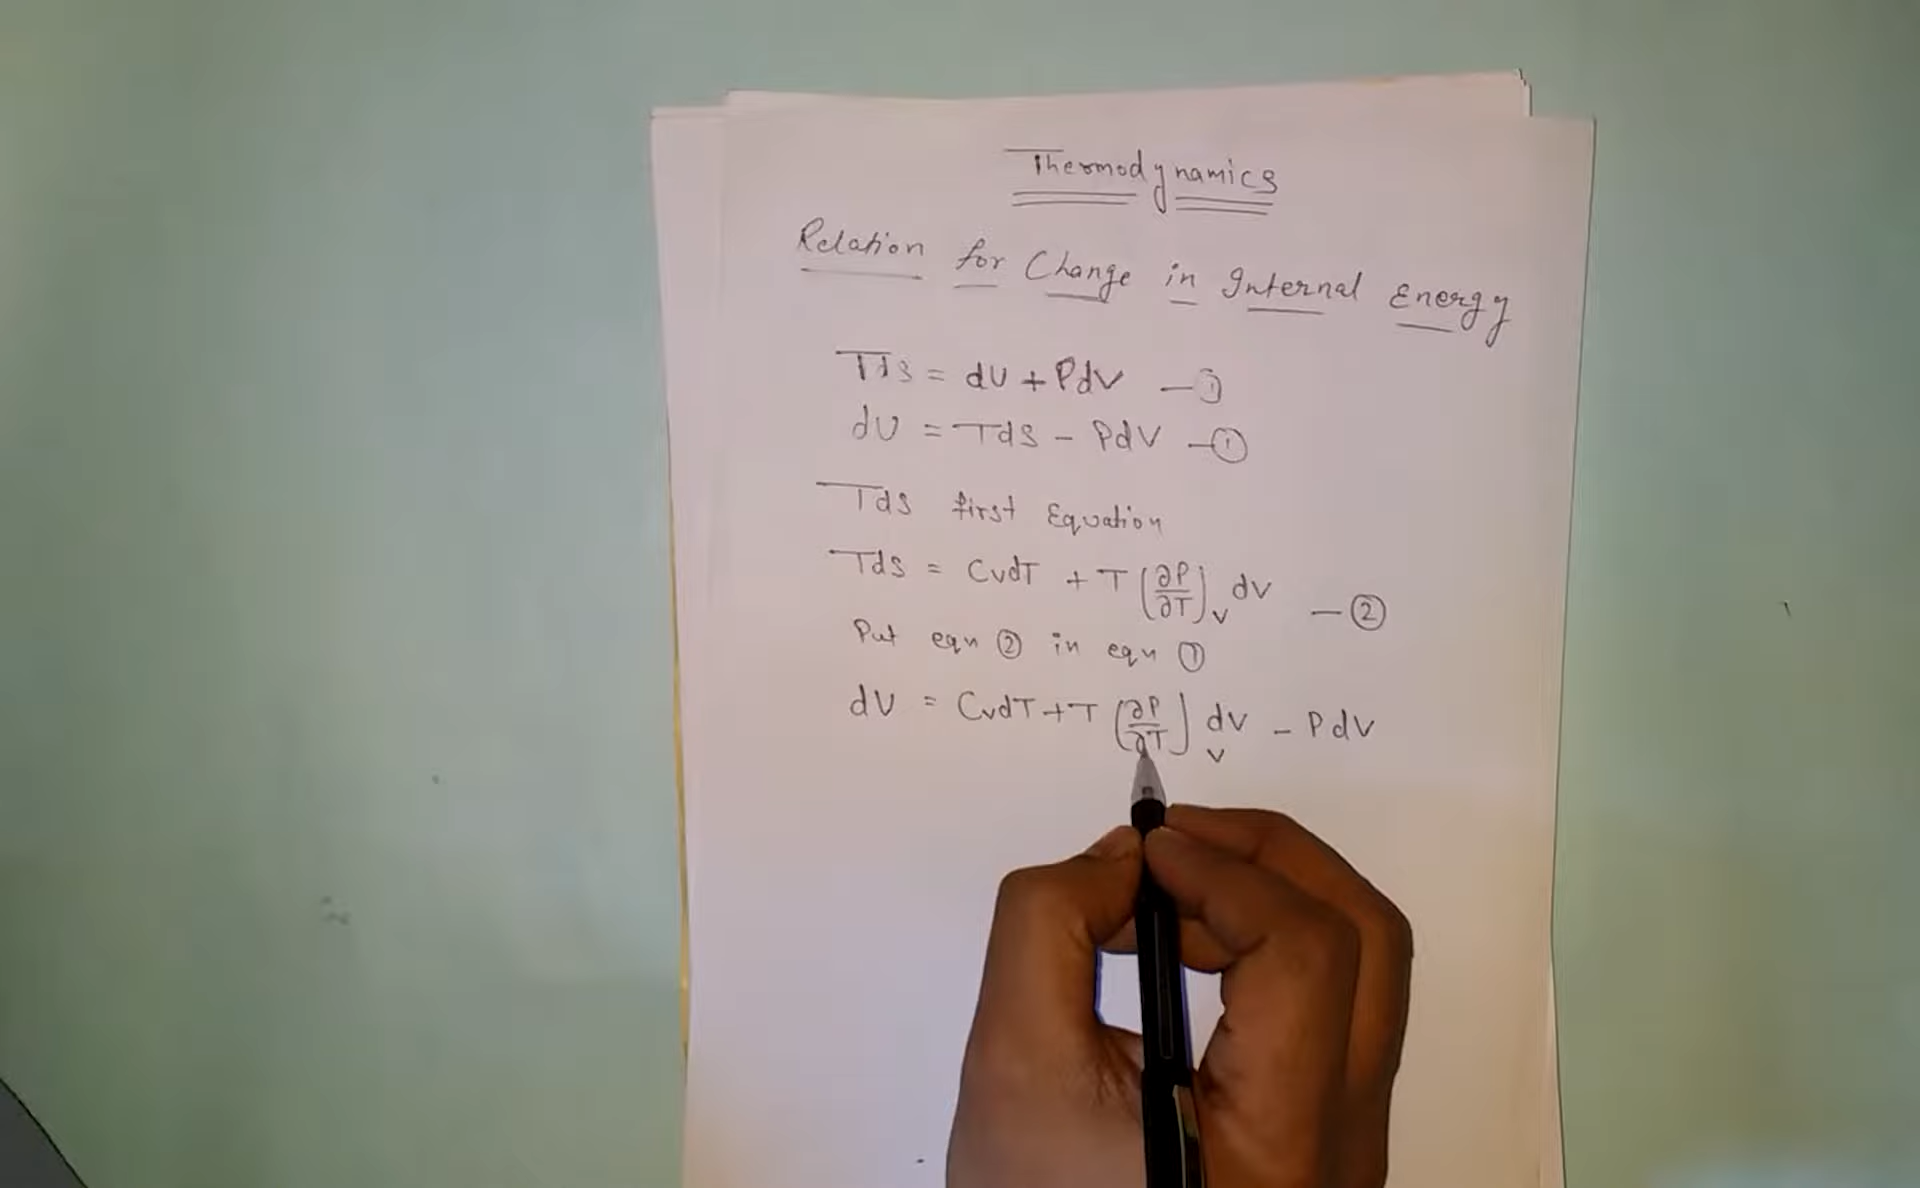 Thermodynamics
Relation for Change in Internal Energy
Tds = dU + PdV — ①
dU = Tds - PdV — ①
Tds first Equation
Tds = CvdT + T (∂P/∂T)v dv — ②
Put eqn ② in eqn ①
dU = CvdT + T (∂P/∂T) dv v - PdV